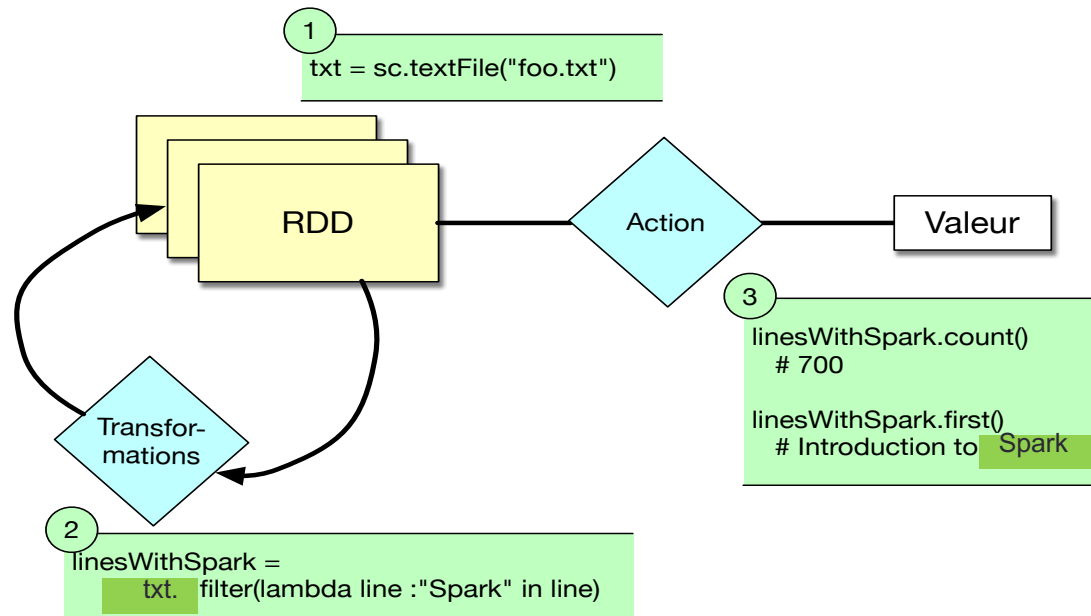 1
txt = sc.textFile("foo.txt")
RDD
Action
Valeur
Transfor-
mations
2
linesWithSpark =
txt. filter(lambda line :"Spark" in line)
3
linesWithSpark.count()
# 700
linesWithSpark.first()
# Introduction to Spark